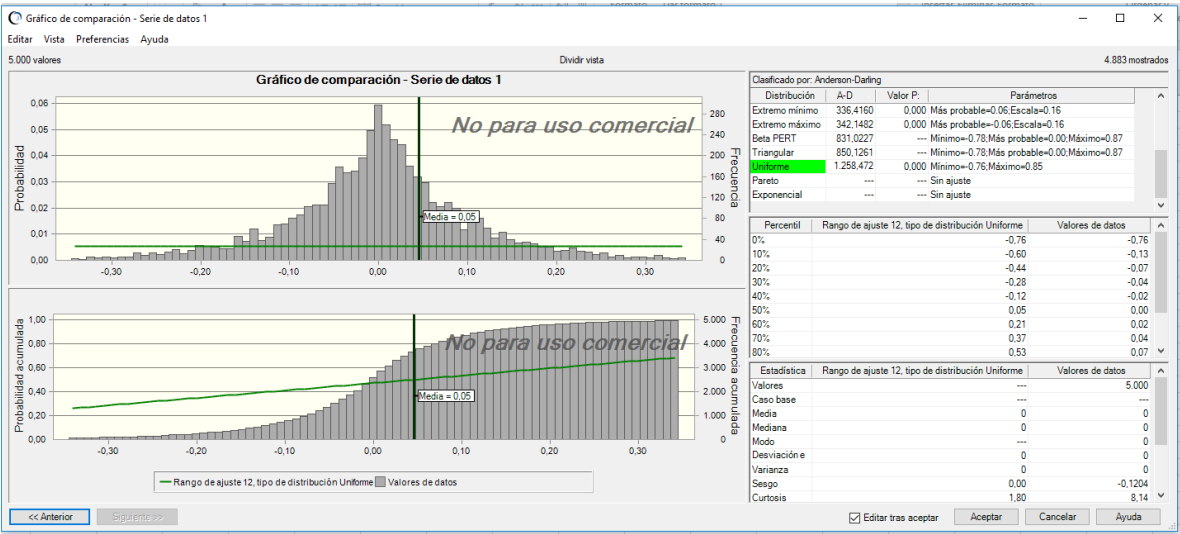 Gráfico de comparación - Serie de datos 1
Editar Vista Preferencias Ayuda
5.000 valores Dividir vista 4.883 mostrados
Gráfico de comparación - Serie de datos 1
No para uso comercial
Probabilidad
0,06
0,05
0,04
0,03
0,02
0,01
0,00
Media = 0,05
280
240
200
160
120
80
40
0
Frecuencia
-0,30 -0,20 -0,10 0,00 0,10 0,20 0,30
No para uso comercial
Probabilidad acumulada
1,00
0,80
0,60
0,40
0,20
0,00
Media = 0,05
5.000
4.000
3.000
2.000
1.000
0
Frecuencia acumulada
-0,30 -0,20 -0,10 0,00 0,10 0,20 0,30
Rango de ajuste 12, tipo de distribución Uniforme Valores de datos
Clasificado por: Anderson-Darling
Distribución A-D Valor P: Parámetros
Extremo mínimo 336,4160 0,000 Más probable=0.06;Escala=0.16
Extremo máximo 342,1482 0,000 Más probable=-0.06;Escala=0.16
Beta PERT 831,0227 --- Mínimo=-0.78;Más probable=0.00;Máximo=0.87
Triangular 850,1261 --- Mínimo=-0.78;Más probable=0.00;Máximo=0.87
Uniforme 1.258,472 0,000 Mínimo=-0.76;Máximo=0.85
Pareto --- --- Sin ajuste
Exponencial --- --- Sin ajuste
Percentil Rango de ajuste 12, tipo de distribución Uniforme Valores de datos
0% -0,76 -0,76
10% -0,60 -0,13
20% -0,44 -0,07
30% -0,28 -0,04
40% -0,12 -0,02
50% 0,05 0,00
60% 0,21 0,02
70% 0,37 0,04
80% 0,53 0,07
Estadística Rango de ajuste 12, tipo de distribución Uniforme Valores de datos
Valores --- 5.000
Caso base --- ---
Media 0 0
Mediana 0 0
Modo --- 0
Desviación e 0 0
Varianza 0 0
Sesgo 0,00 -0,1204
Curtosis 1,80 8,14
<< Anterior Siguiente >> Editar tras aceptar Aceptar Cancelar Ayuda